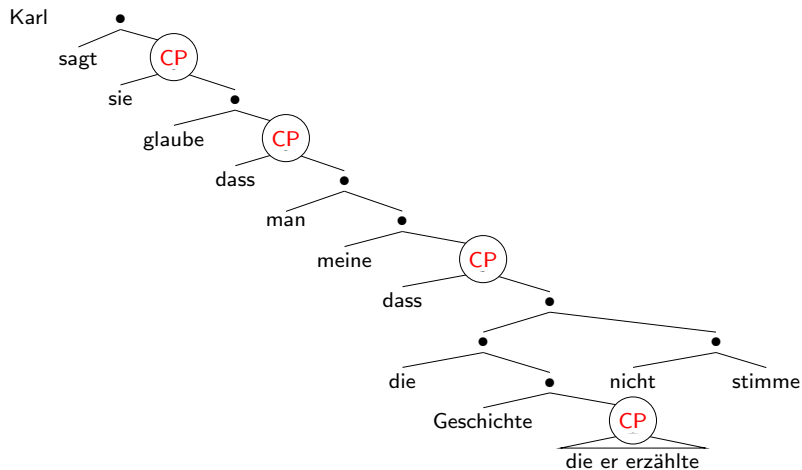 Karl
sagt CP
sie
glaube CP
dass
man
meine CP
dass
die nicht stimme
Geschichte CP
die er erzählte